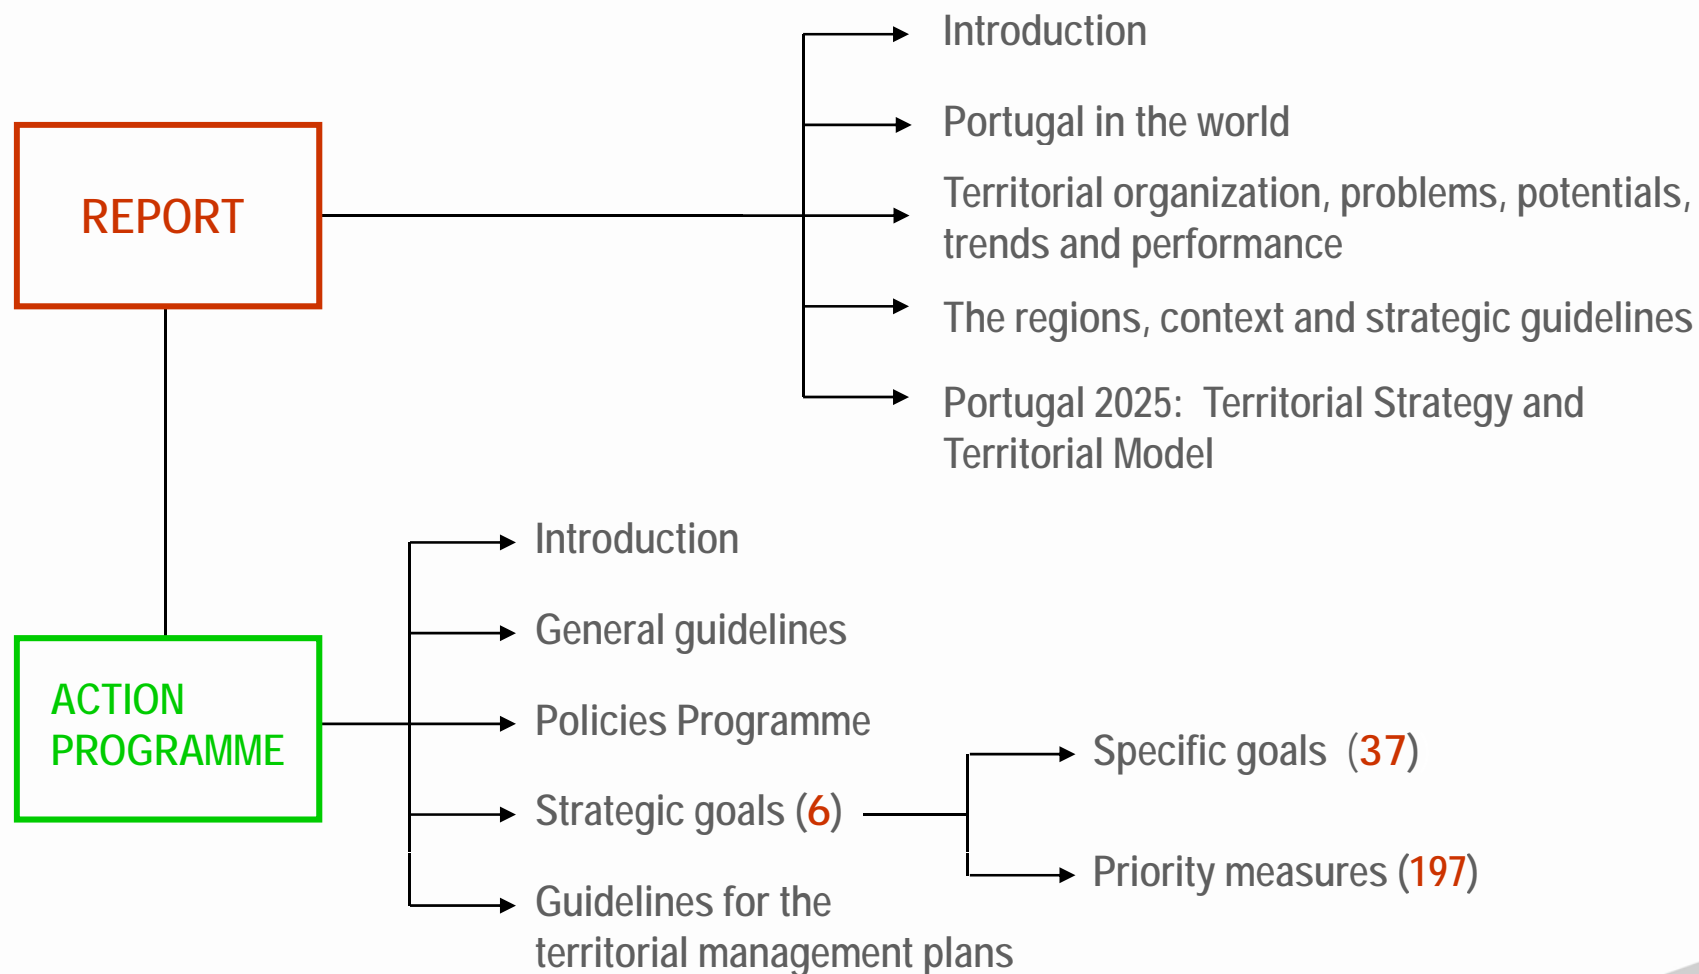 REPORT
Introduction
Portugal in the world
Territorial organization, problems, potentials,
trends and performance
The regions, context and strategic guidelines
Portugal 2025: Territorial Strategy and
Territorial Model
ACTION
PROGRAMME
Introduction
General guidelines
Policies Programme
Strategic goals (6)
Guidelines for the
territorial management plans
Specific goals (37)
Priority measures (197)